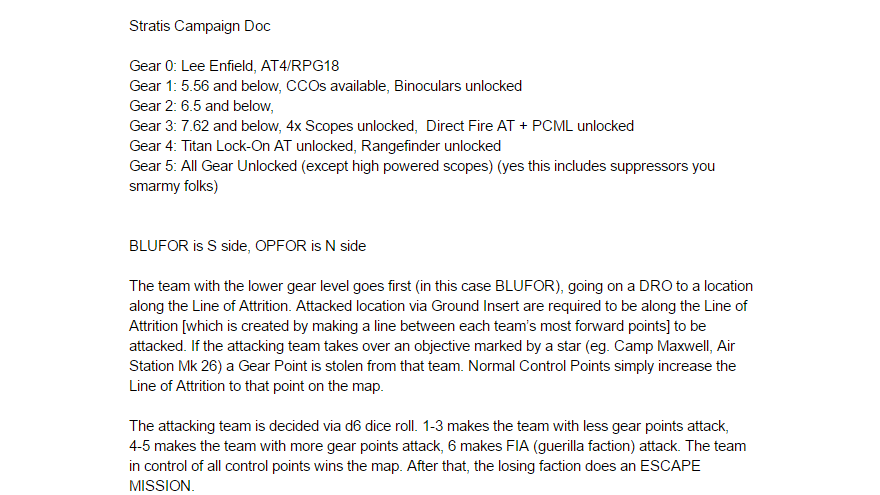 Stratis Campaign Doc
Gear 0: Lee Enfield, AT4/RPG18
Gear 1: 5.56 and below, CCOs available, Binoculars unlocked
Gear 2: 6.5 and below,
Gear 3: 7.62 and below, 4x Scopes unlocked,  Direct Fire AT + PCML unlocked
Gear 4: Titan Lock-On AT unlocked, Rangefinder unlocked
Gear 5: All Gear Unlocked (except high powered scopes) (yes this includes suppressors you
smarmy folks)
BLUFOR is S side, OPFOR is N side
The team with the lower gear level goes first (in this case BLUFOR), going on a DRO to a location
along the Line of Attrition. Attacked location via Ground Insert are required to be along the Line of
Attrition [which is created by making a line between each team's most forward points] to be
attacked. If the attacking team takes over an objective marked by a star (eg. Camp Maxwell, Air
Station Mk 26) a Gear Point is stolen from that team. Normal Control Points simply increase the
Line of Attrition to that point on the map.
The attacking team is decided via d6 dice roll. 1-3 makes the team with less gear points attack,
4-5 makes the team with more gear points attack, 6 makes FIA (guerilla faction) attack. The team
in control of all control points wins the map. After that, the losing faction does an ESCAPE
MISSION.